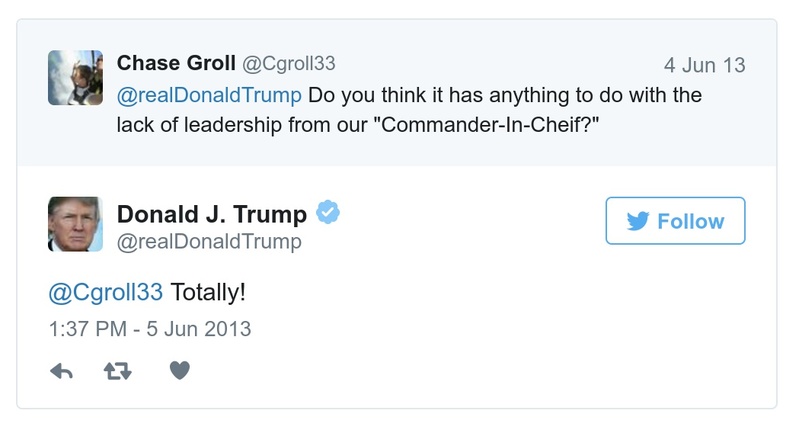 Chase Groll @Cgroll33
4 Jun 13
@realDonaldTrump Do you think it has anything to do with the
lack of leadership from our "Commander-In-Cheif?"
Donald J. Trump
Follow
@realDonaldTrump
@Cgroll33 Totally!
1:37 PM - 5 Jun 2013